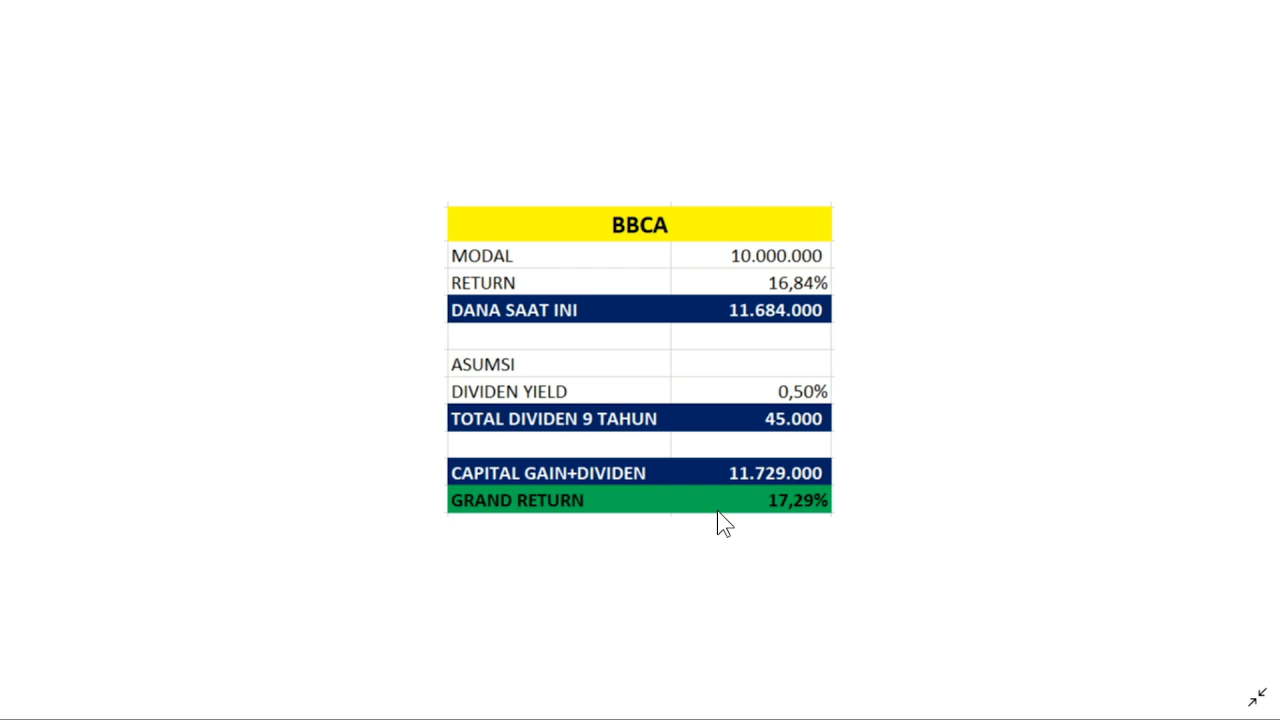 BBCA
MODAL 10.000.000
RETURN 16,84%
DANA SAAT INI 11.684.000
ASUMSI
DIVIDEN YIELD 0,50%
TOTAL DIVIDEN 9 TAHUN 45.000
CAPITAL GAIN+DIVIDEN 11.729.000
GRAND RETURN 17,29%